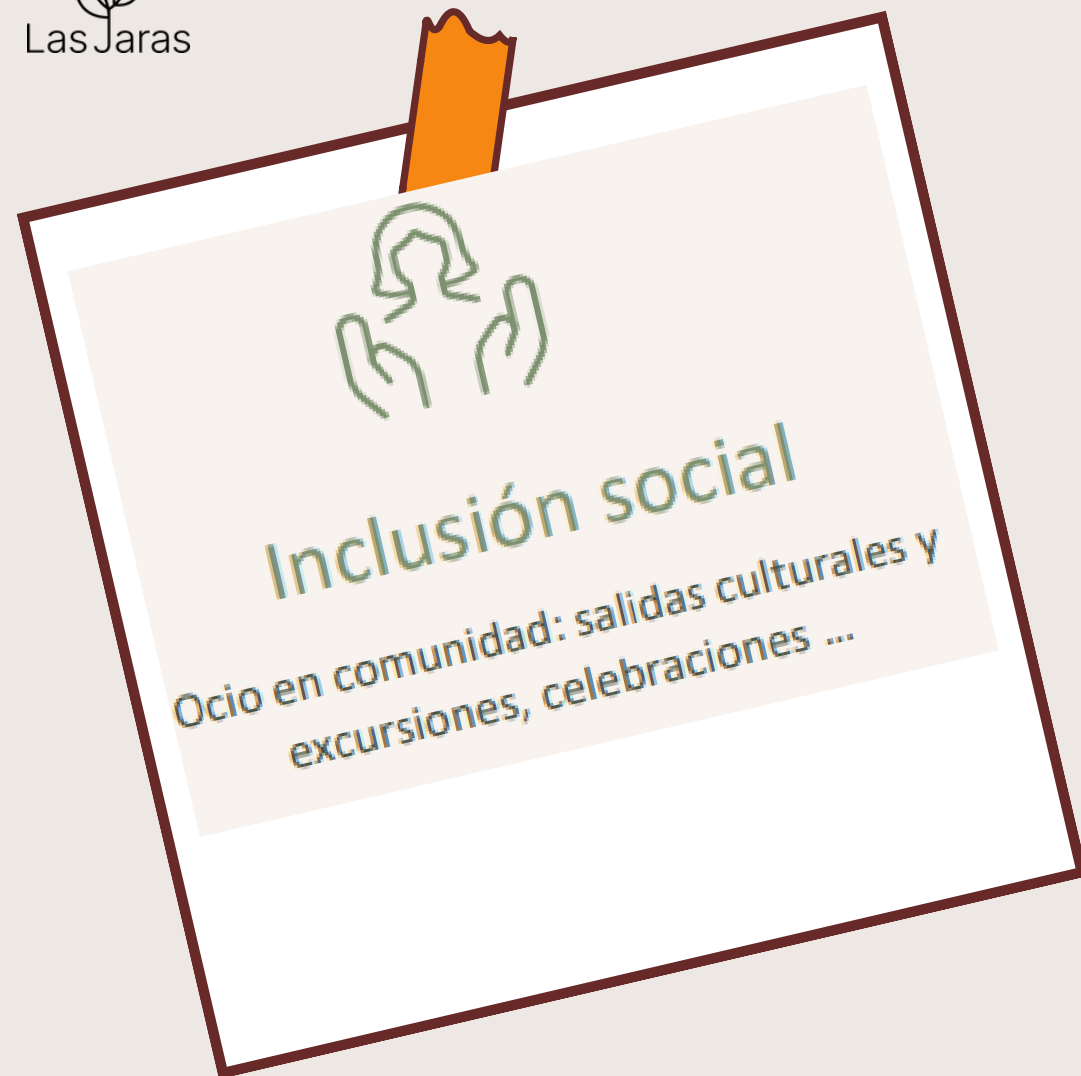 Las Jaras
Inclusión social
Ocio en comunidad: salidas culturales y
excursiones, celebraciones ...